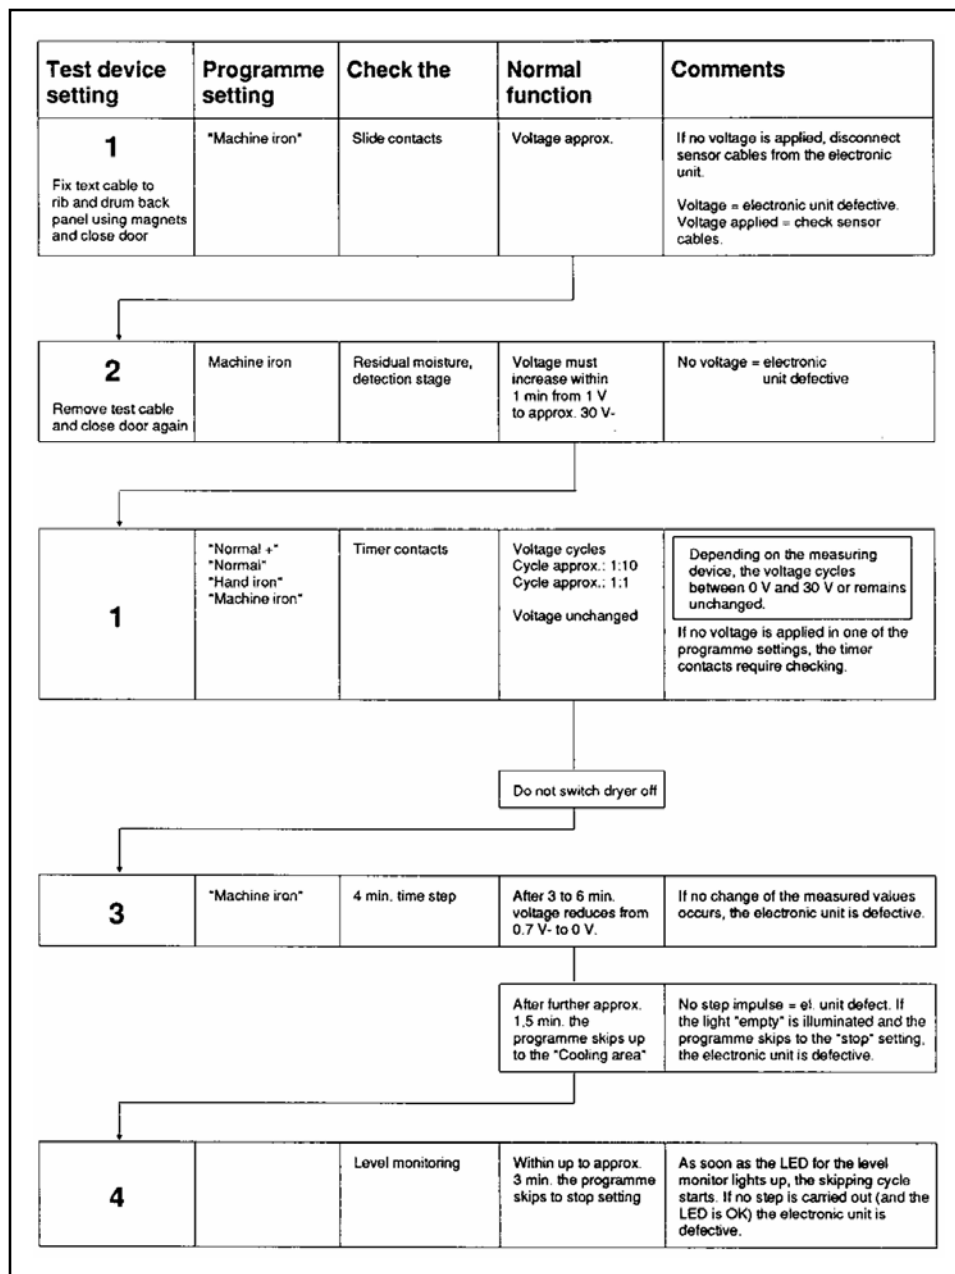 Test device
setting
Programme
setting
Check the
Normal
function
Comments
1
Fix text cable to
rib and drum back
panel using magnets
and close door
"Machine iron"
Slide contacts
Voltage approx.
If no voltage is applied, disconnect
sensor cables from the electronic
unit.
Voltage = electronic unit defective.
Voltage applied = check sensor
cables.
2
Remove test cable
and close door again
Machine iron
Residual moisture,
detection stage
Voltage must
increase within
1 min from 1 V
to approx. 30 V-
No voltage = electronic
unit defective
1
"Normal +"
"Normal"
"Hand iron"
"Machine iron"
Timer contacts
Voltage cycles
Cycle approx.: 1:10
Cycle approx.: 1:1
Voltage unchanged
Depending on the measuring
device, the voltage cycles
between 0 V and 30 V or remains
unchanged.
If no voltage is applied in one of the
programme settings, the timer
contacts require checking.
Do not switch dryer off
3
"Machine iron"
4 min. time step
After 3 to 6 min.
voltage reduces from
0.7 V- to 0 V.
If no change of the measured values
occurs, the electronic unit is defective.
After further approx.
1,5 min. the
programme skips up
to the "Cooling area"
No step impulse = el. unit defect. If
the light "empty" is illuminated and the
programme skips to the "stop" setting,
the electronic unit is defective.
4
Level monitoring
Within up to approx.
3 min. the programme
skips to stop setting
As soon as the LED for the level
monitor lights up, the skipping cycle
starts. If no step is carried out (and the
LED is OK) the electronic unit is
defective.